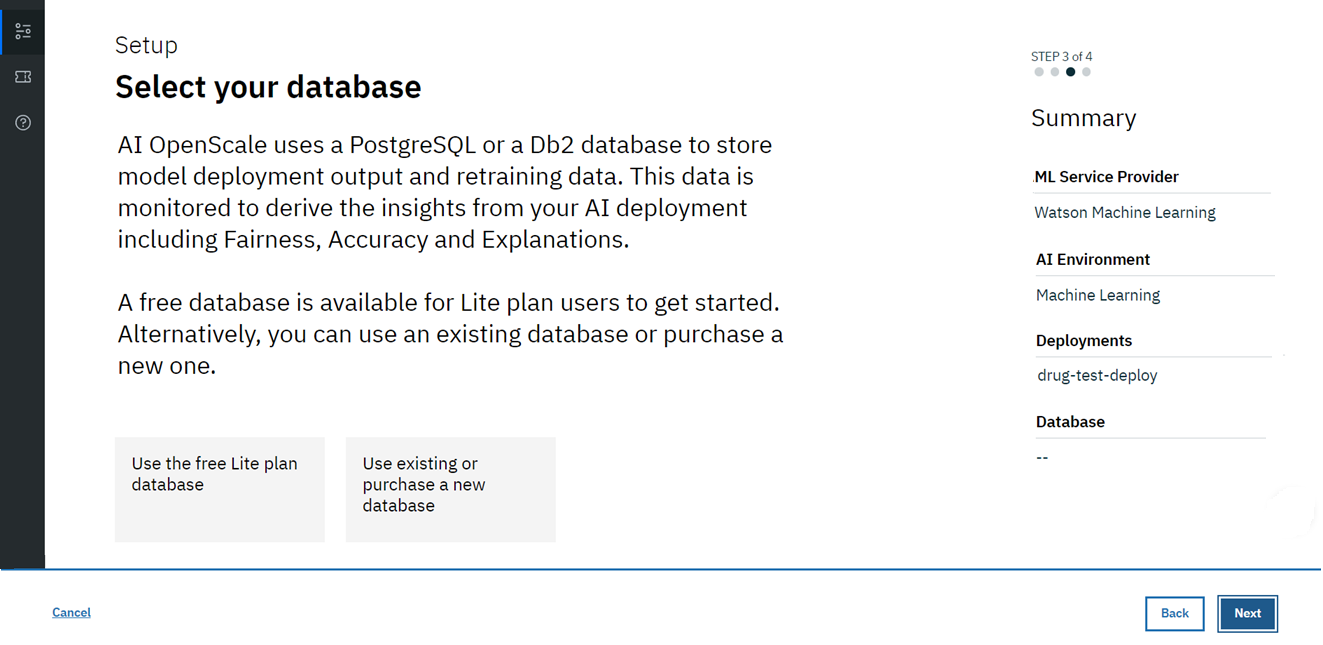 Setup
Select your database
AI OpenScale uses a PostgreSQL or a Db2 database to store
model deployment output and retraining data. This data is
monitored to derive the insights from your AI deployment
including Fairness, Accuracy and Explanations.
A free database is available for Lite plan users to get started.
Alternatively, you can use an existing database or purchase a
new one.
Use the free Lite plan
database
Use existing or
purchase a new
database
STEP 3 of 4
Summary
ML Service Provider
Watson Machine Learning
AI Environment
Machine Learning
Deployments
drug-test-deploy
Database
--
Cancel
Back
Next